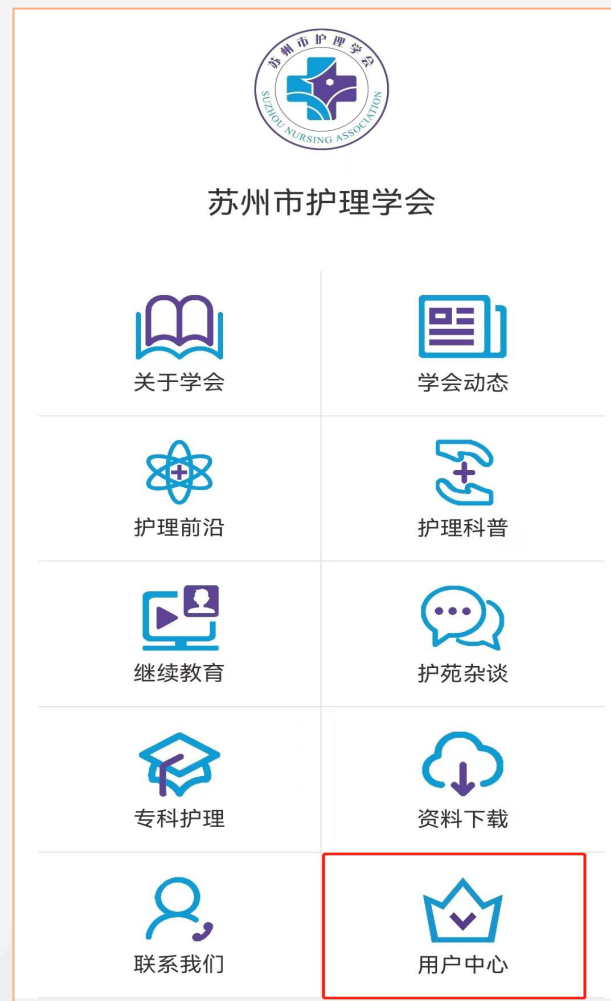 苏州市护理学会
SUZHOU NURSING ASSOCIATION
苏州市护理学会
关于学会
学会动态
护理前沿
护理科普
继续教育
护苑杂谈
专科护理
资料下载
联系我们
用户中心